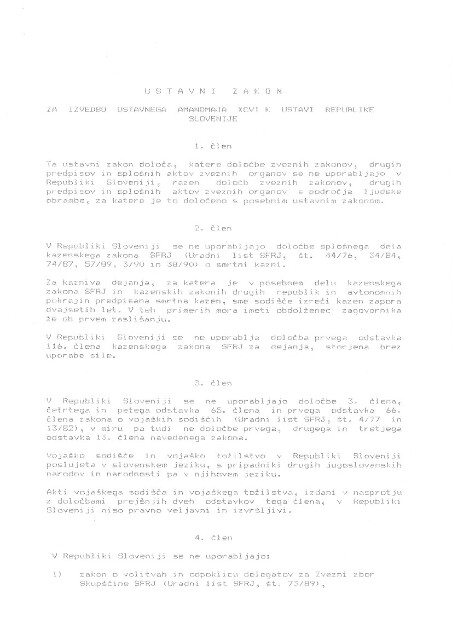 USTAVNI ZAKON
ZA IZVEDBO USTAVNEGA AMANDMAJA XCVI K USTAVI REPUBLIKE
SLOVENIJE
1. člen
Ta ustavni zakon določa, katere določbe zveznih zakonov, drugih
predpisov in splošnih aktov zveznih organov se ne uporabljajo v
Republiki Sloveniji, razen določb zveznih zakonov, drugih
predpisov in splošnih aktov zveznih organov s področja ljudske
obrambe, za katere je to določeno s posebnim ustavnim zakonom.
2. člen
V Republiki Sloveniji se ne uporabljajo določbe splošnega dela
kazenskega zakona SFRJ (Uradni list SFRJ, št. 44/76, 34/84,
74/87, 57/89, 3/90 in 38/90) o smrtni kazni.
Za kazniva dejanja, za katera je v posebnem delu kazenskega
zakona SFRJ in kazenskih zakonih drugih republik in avtonomnih
pokrajin predpisana smrtna kazen, sme sodišče izreči kazen zapora
dvajsetih let. V teh primerih mora imeti obdolženec zagovornika
že ob prvem zaslišanju.
V Republiki Sloveniji se ne uporablja določba prvega odstavka
116. člena kazenskega zakona SFRJ za dejanja, storjena brez
uporabe sile.
3. člen
V Republiki Sloveniji se ne uporabljajo določbe 3. člena,
četrtega in petega odstavka 65. člena in prvega odstavka 66.
člena zakona o vojaških sodiščih (Uradni list SFRJ, št. 4/77 in
13/82), v miru pa tudi ne določbe prvega, drugega in tretjega
odstavka 13. člena navedenega zakona.
Vojaško sodišče in vojaško tožilstvo v Republiki Sloveniji
poslujeta v slovenskem jeziku, s pripadniki drugih jugoslovanskih
narodov in narodnosti pa v njihovem jeziku.
Akti vojaškega sodišča in vojaškega tožilstva, izdani v nasprotju
z določbami prejšnjih dveh odstavkov tega člena, v Republiki
Sloveniji niso pravno veljavni in izvršljivi.
4. člen
V Republiki Sloveniji se ne uporabljajo:
1) zakon o volitvah in odpoklicu delegatov za Zvezni zbor
Skupščine SFRJ (Uradni list SFRJ, št. 73/89),